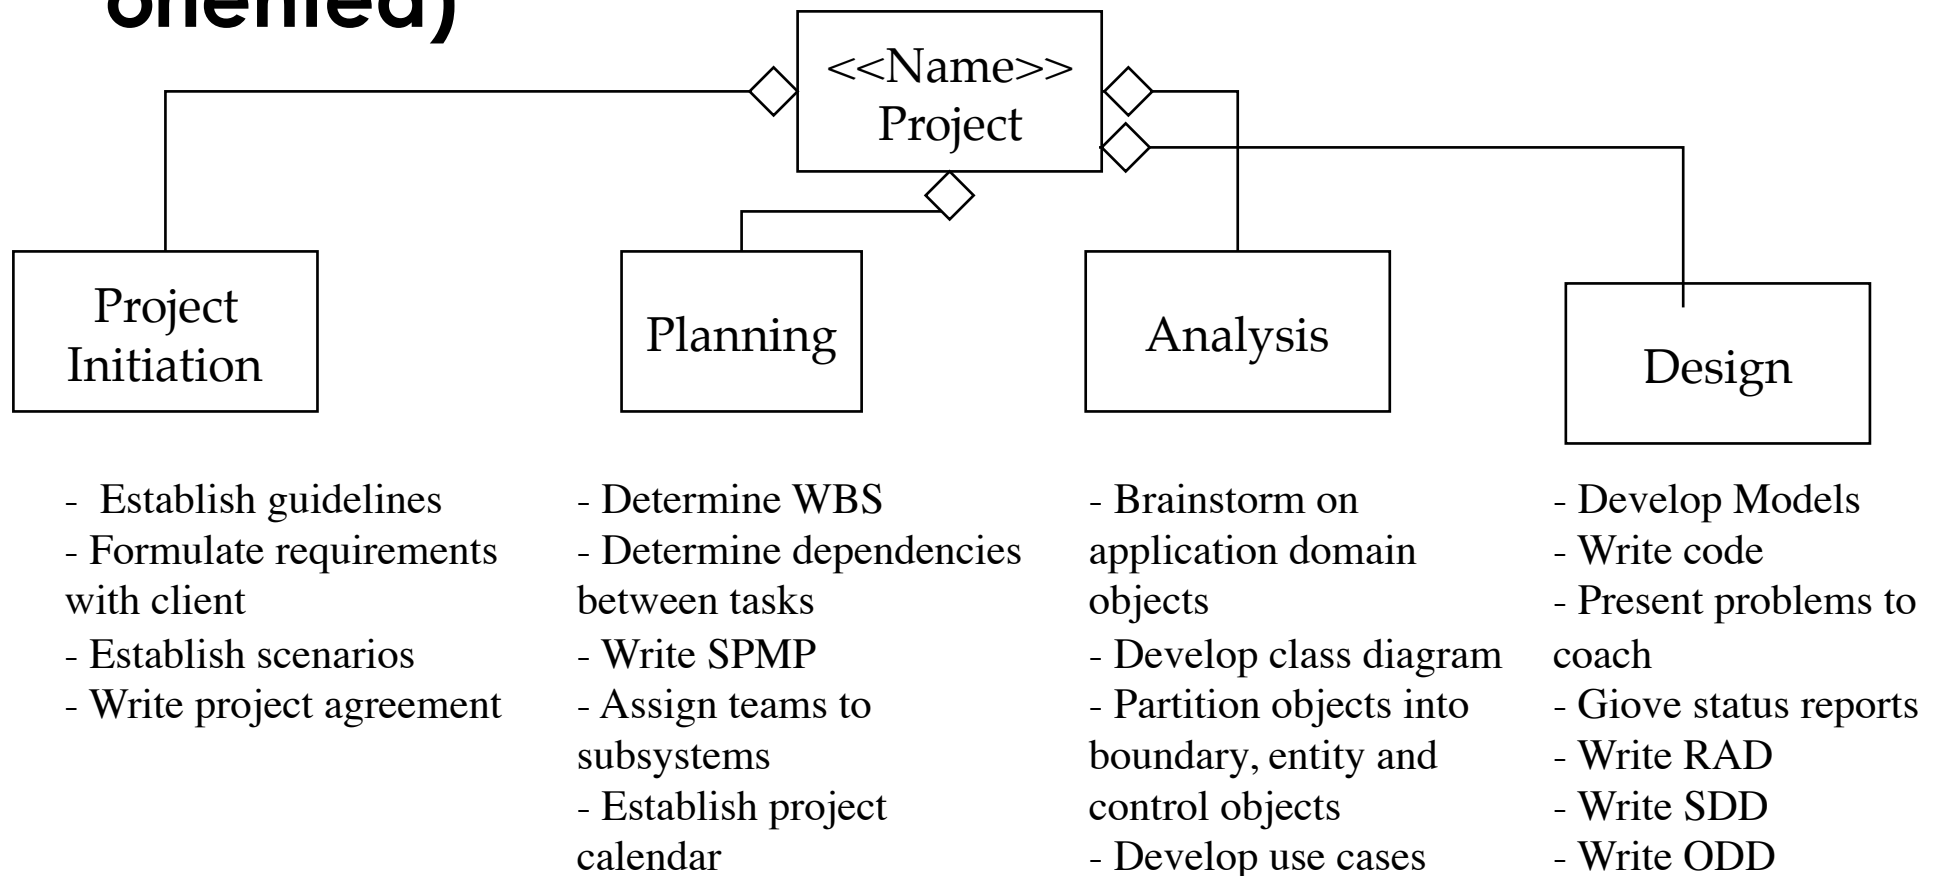 oriented)
<<Name>>
Project
Project
Initiation
Planning
Analysis
Design
- Establish guidelines
- Formulate requirements
with client
- Establish scenarios
- Write project agreement
- Determine WBS
- Determine dependencies
between tasks
- Write SPMP
- Assign teams to
subsystems
- Establish project
calendar
- Brainstorm on
application domain
objects
- Develop class diagram
- Partition objects into
boundary, entity and
control objects
- Develop use cases
- Develop Models
- Write code
- Present problems to
coach
- Giove status reports
- Write RAD
- Write SDD
- Write ODD